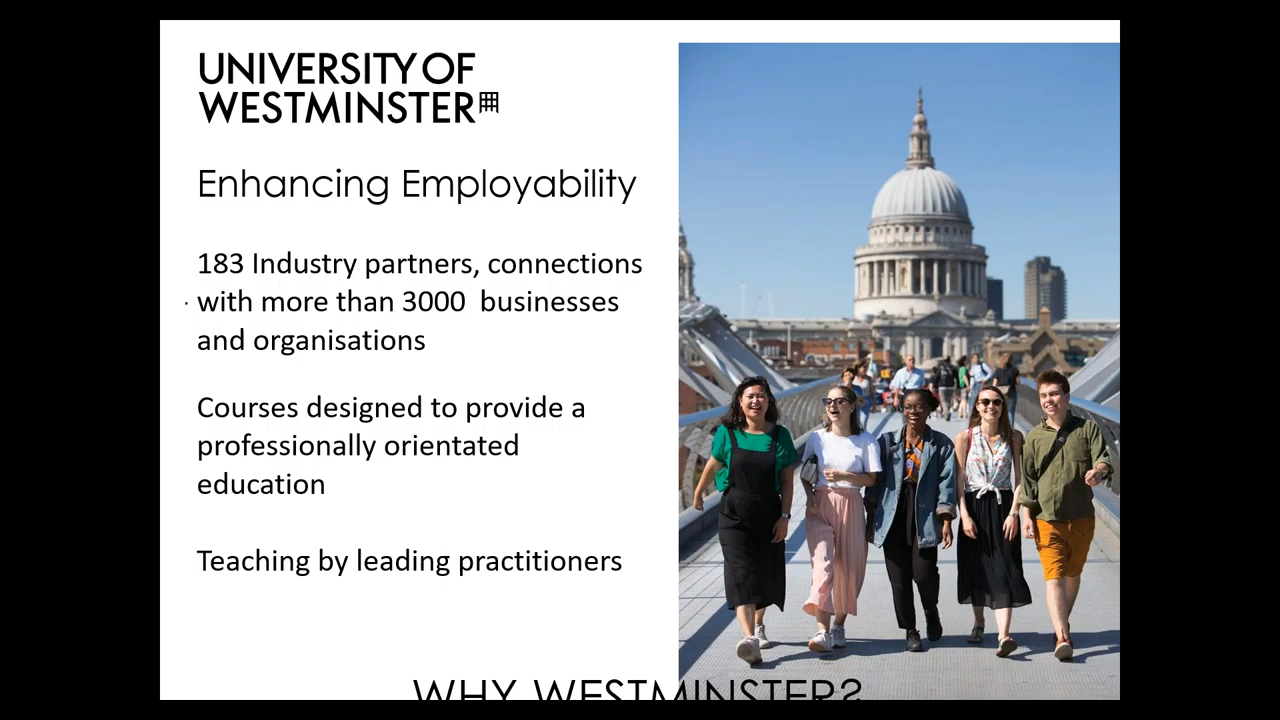 UNIVERSITY OF
WESTMINSTER
Enhancing Employability
183 Industry partners, connections
with more than 3000 businesses
and organisations
Courses designed to provide a
professionally orientated
education
Teaching by leading practitioners
WHY WESTMINSTER?